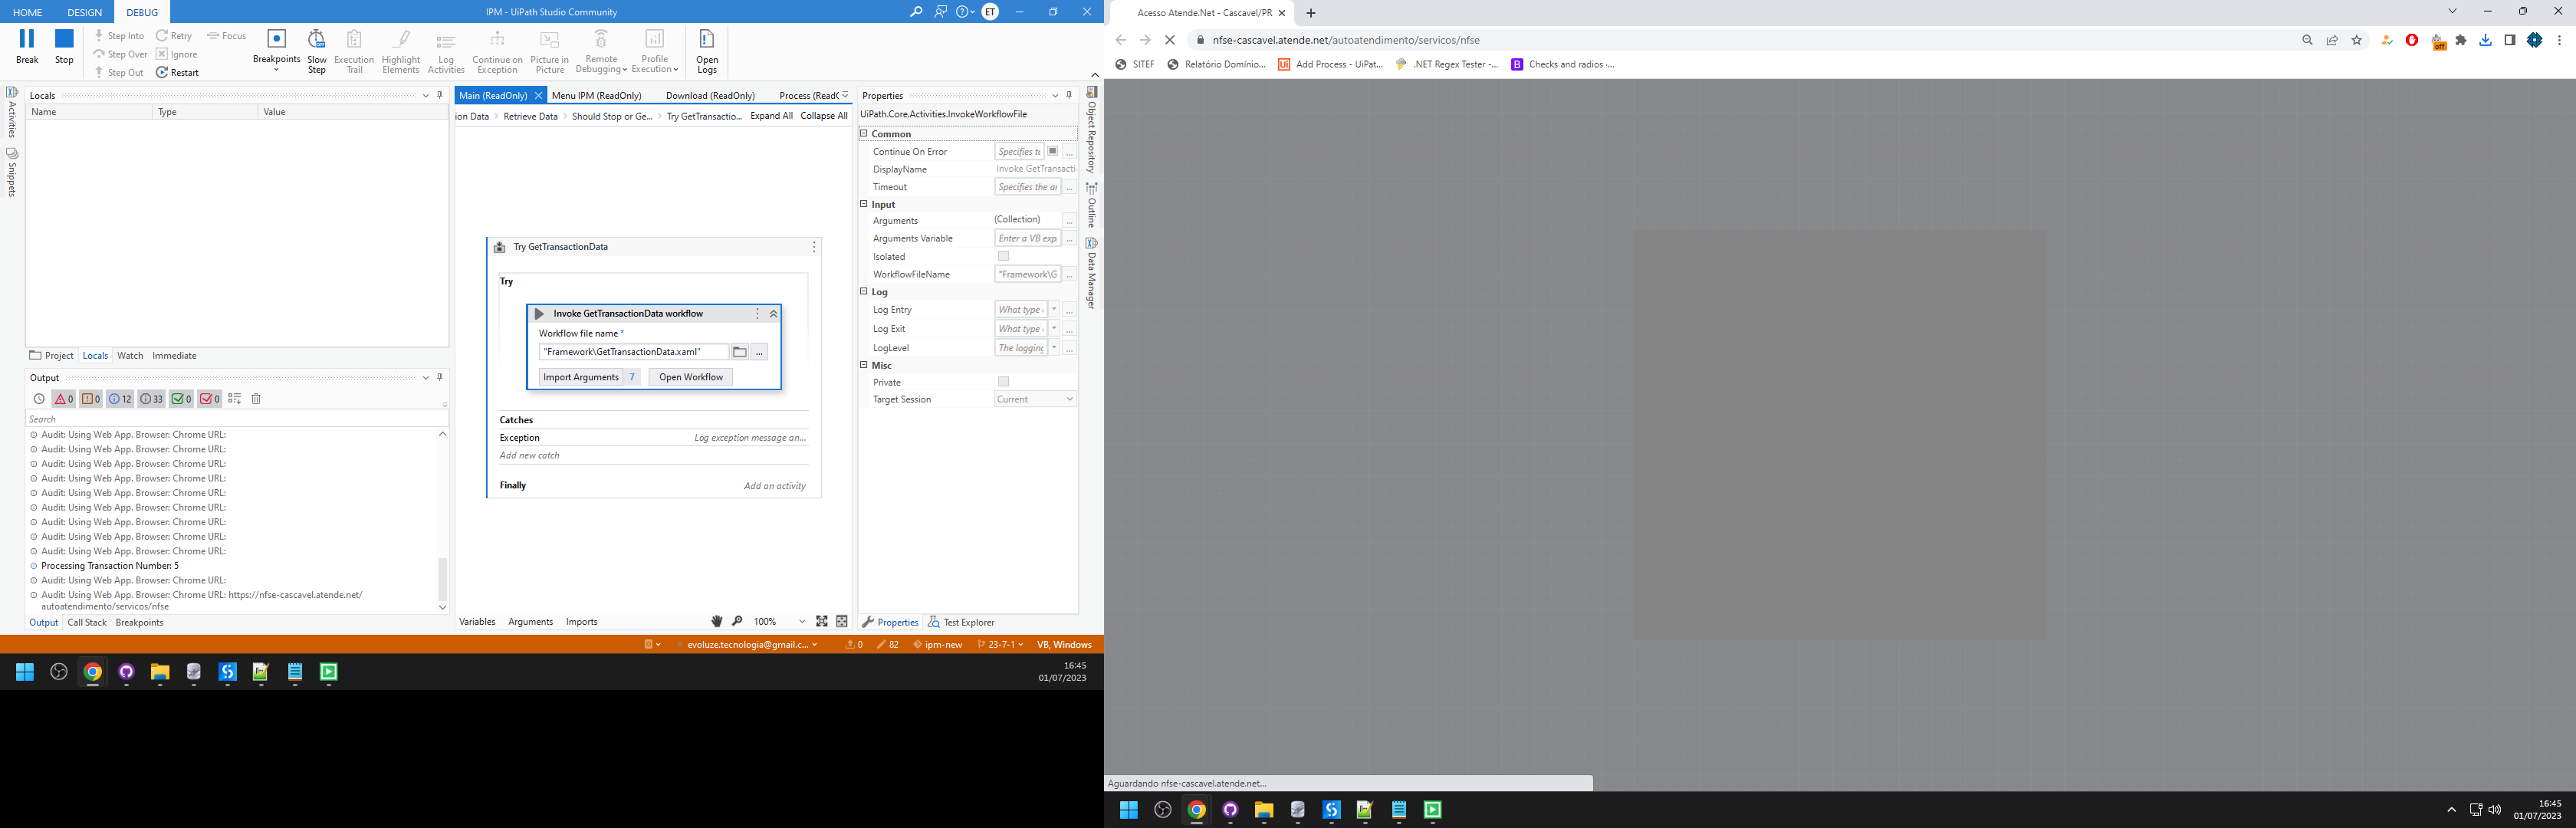 HOME DESIGN DEBUG IPM - UiPath Studio Community ET
Break Stop Step Into Step Over Step Out Retry Ignore Restart Focus Breakpoints Slow Step Execution Trail Highlight Elements Log Activities Continue on Exception Picture in Picture Remote Debugging Profile Execution Open Logs
Activities
Snippets
Locals
Name Type Value
Project Locals Watch Immediate
Output
0 0 12 33 0 0
Search
Audit: Using Web App. Browser: Chrome URL:
Audit: Using Web App. Browser: Chrome URL:
Audit: Using Web App. Browser: Chrome URL:
Audit: Using Web App. Browser: Chrome URL:
Audit: Using Web App. Browser: Chrome URL:
Audit: Using Web App. Browser: Chrome URL:
Audit: Using Web App. Browser: Chrome URL:
Audit: Using Web App. Browser: Chrome URL:
Audit: Using Web App. Browser: Chrome URL:
Processing Transaction Number: 5
Audit: Using Web App. Browser: Chrome URL:
Audit: Using Web App. Browser: Chrome URL: https://nfse-cascavel.atende.net/
autoatendimento/servicos/nfse
Output Call Stack Breakpoints
Main (ReadOnly) Menu IPM (ReadOnly) Download (ReadOnly) Process (Read(
ion Data Retrieve Data Should Stop or Ge... Try GetTransactio... Expand All Collapse All
Try GetTransactionData
Try
Invoke GetTransactionData workflow
Workflow file name *
"Framework\GetTransactionData.xaml" ...
Import Arguments 7 Open Workflow
Catches
Exception Log exception message an...
Add new catch
Finally Add an activity
Variables Arguments Imports 100%
Properties
UiPath.Core.Activities.InvokeWorkflowFile
Common
Continue On Error Specifies to ...
DisplayName Invoke GetTransacti
Timeout Specifies the ar ...
Input
Arguments (Collection) ...
Arguments Variable Enter a VB exp ...
Isolated
WorkflowFileName "Framework\G ...
Log
Log Entry What type ...
Log Exit What type ...
LogLevel The logging ...
Misc
Private
Target Session Current
Properties Test Explorer
Object Repository
Outline
Data Manager
evoluze.tecnologia@gmail.c... 0 82 ipm-new 23-7-1 VB, Windows
16:45
01/07/2023
Acesso Atende.Net - Cascavel/PR
nfse-cascavel.atende.net/autoatendimento/servicos/nfse
off
SITEF Relatório Domínio... Add Process - UiPat... .NET Regex Tester -... Checks and radios ·...
Aguardando nfse-cascavel.atende.net...
16:45
01/07/2023